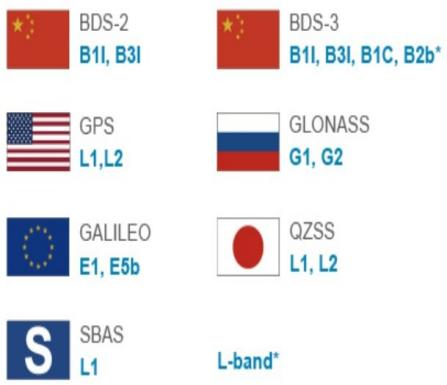 BDS-2
B1I, B3I
BDS-3
B1I, B3I, B1C, B2b*
GPS
L1,L2
GLONASS
G1, G2
GALILEO
E1, E5b
QZSS
L1, L2
S
SBAS
L1
L-band*